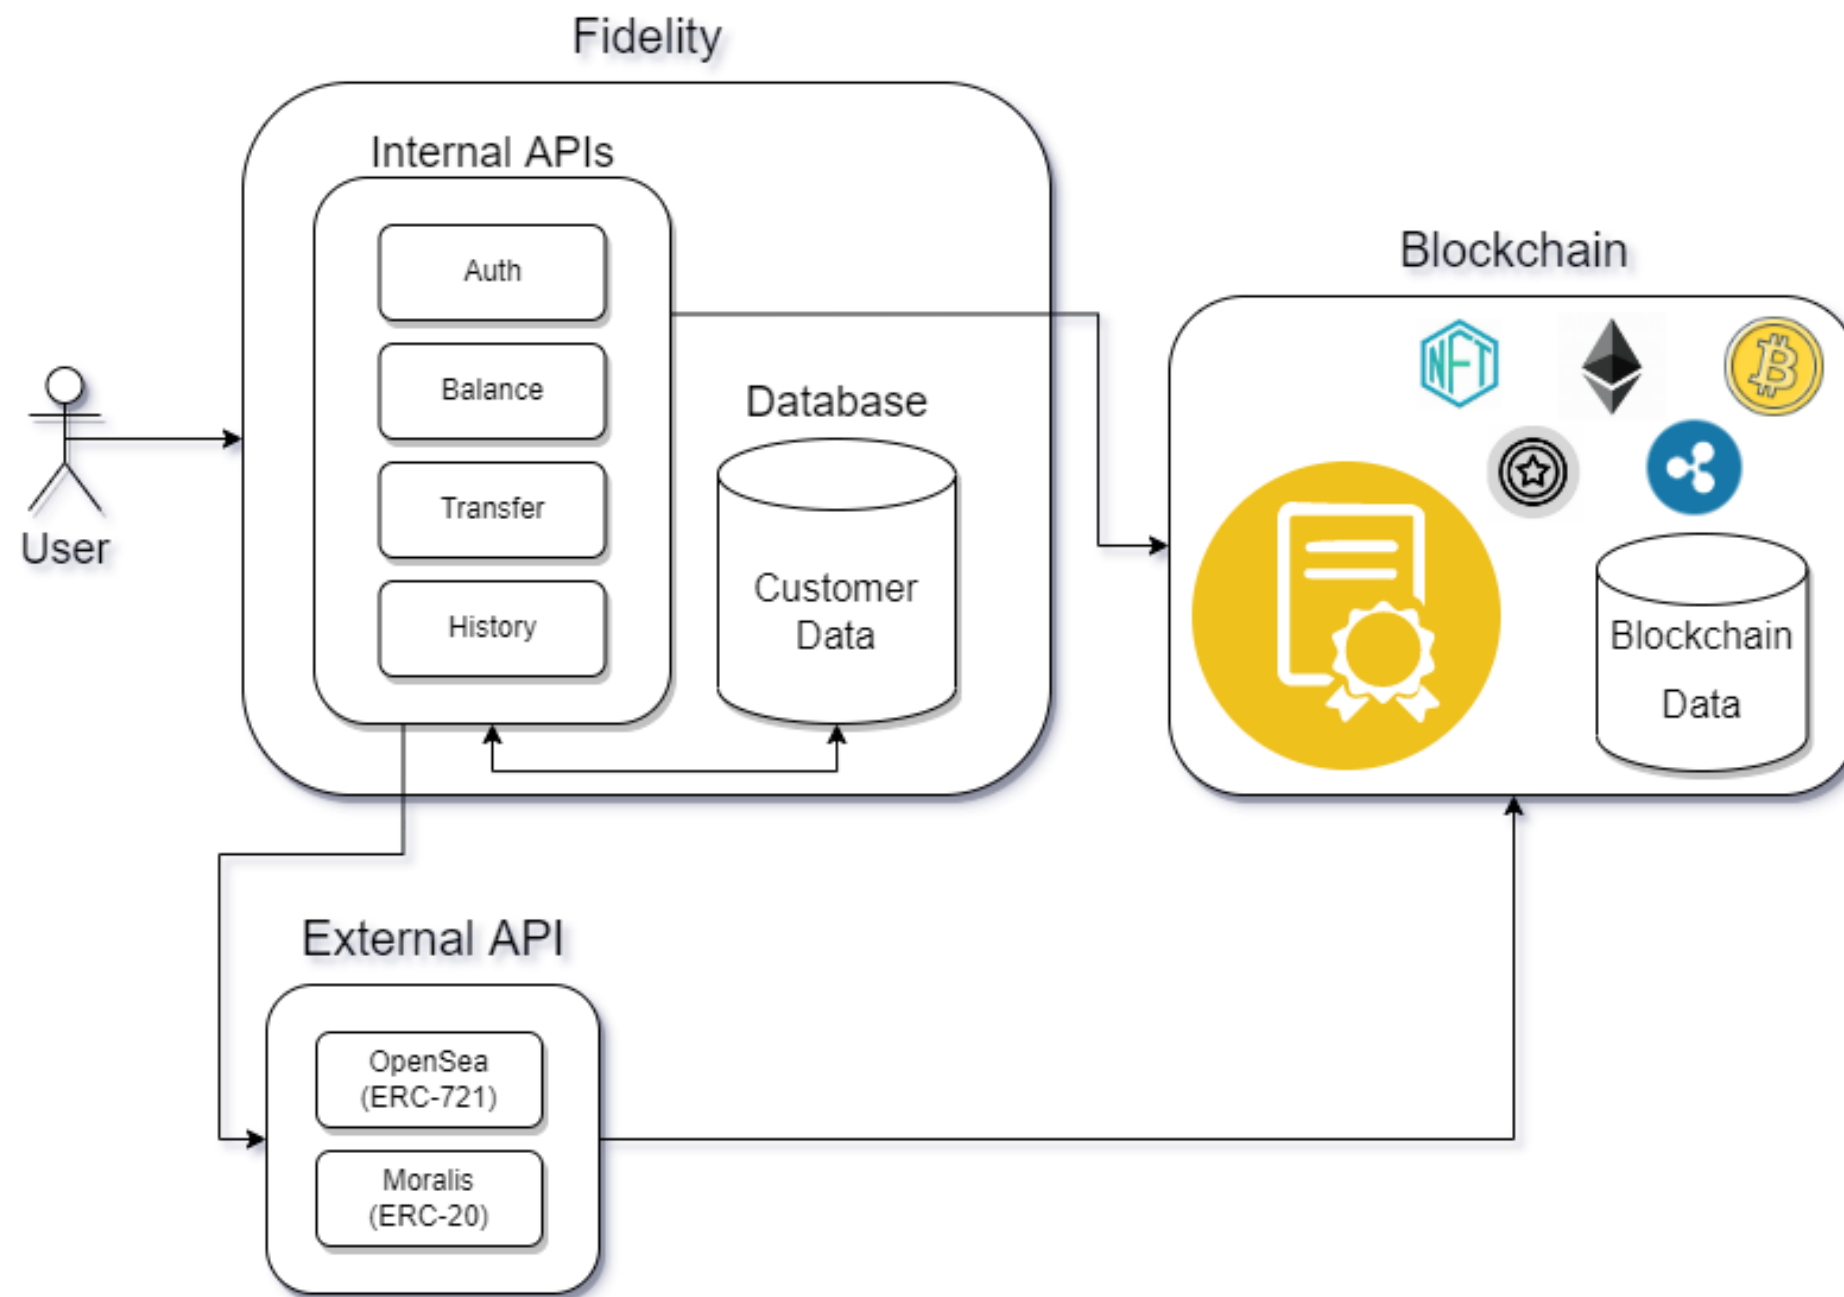 Fidelity
Internal APIs
Auth
Balance
Transfer
History
Database
Customer
Data
User
Blockchain
NFT
B
Blockchain
Data
External API
OpenSea
(ERC-721)
Moralis
(ERC-20)